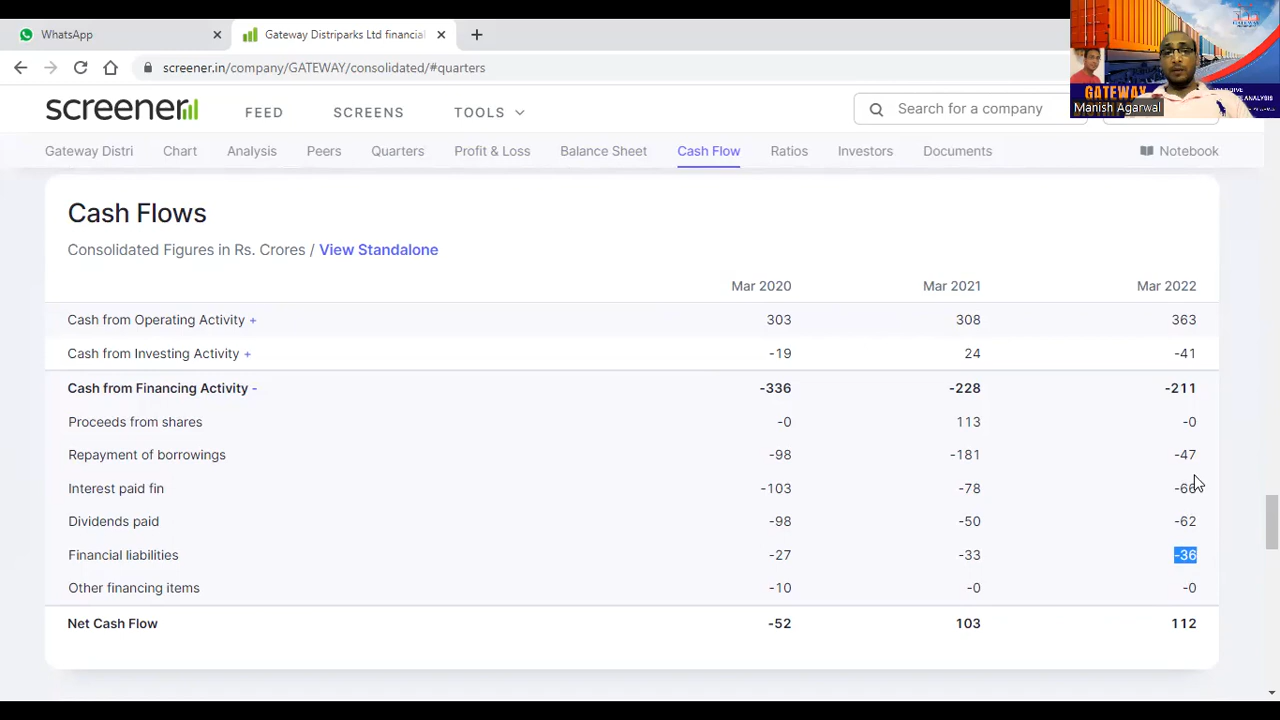 WhatsApp
Gateway Distriparks Ltd financial
screener.in/company/GATEWAY/consolidated/#quarters
screener
FEED SCREENS TOOLS
Search for a company
GATEWAY
ANALYSIS
Manish Agarwal
Gateway Distri Chart Analysis Peers Quarters Profit & Loss Balance Sheet Cash Flow Ratios Investors Documents Notebook
Cash Flows
Consolidated Figures in Rs. Crores / View Standalone
Mar 2020 Mar 2021 Mar 2022
Cash from Operating Activity + 303 308 363
Cash from Investing Activity + -19 24 -41
Cash from Financing Activity - -336 -228 -211
Proceeds from shares -0 113 -0
Repayment of borrowings -98 -181 -47
Interest paid fin -103 -78 -66
Dividends paid -98 -50 -62
Financial liabilities -27 -33 -36
Other financing items -10 -0 -0
Net Cash Flow -52 103 112